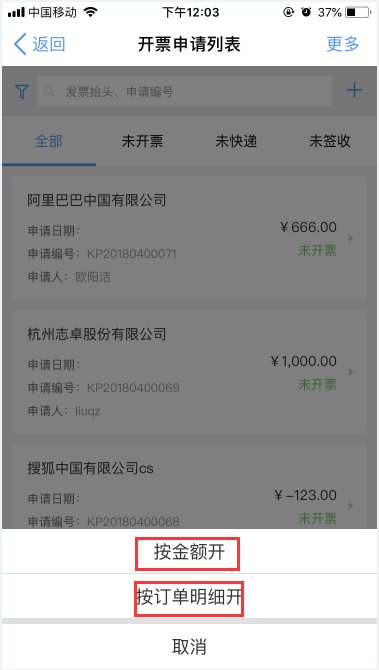 中国移动 下午12:03 37%
返回 开票申请列表 更多
发票抬头、申请编号
全部 未开票 未快递 未签收
阿里巴巴中国有限公司
申请日期: ¥666.00
申请编号: KP20180400071 未开票
申请人: 欧阳洁
杭州志卓股份有限公司
申请日期: ¥1,000.00
申请编号: KP20180400069 未开票
申请人: liuqz
搜狐中国有限公司cs
申请日期: ¥-123.00
申请编号: KP20180400068 未开票
按金额开
按订单明细开
取消